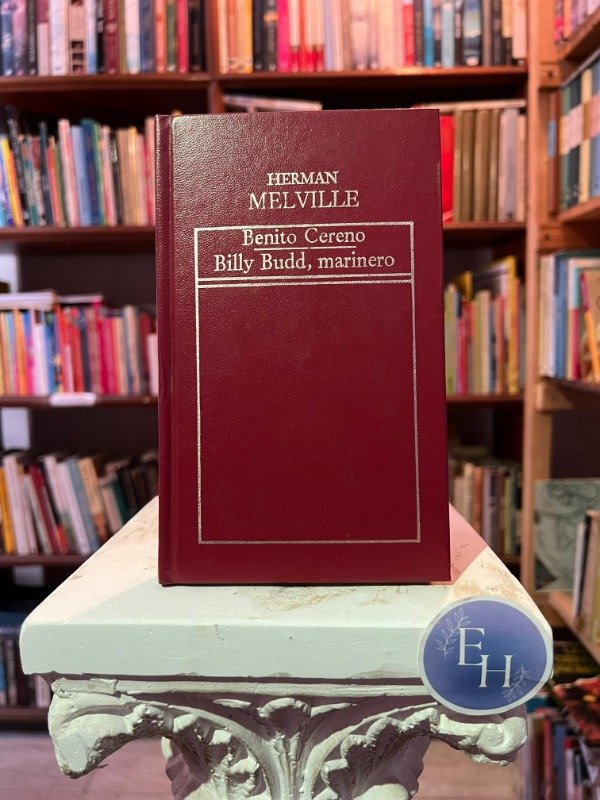 HERMAN
MELVILLE
Benito Cereno
Billy Budd, marinero
EH